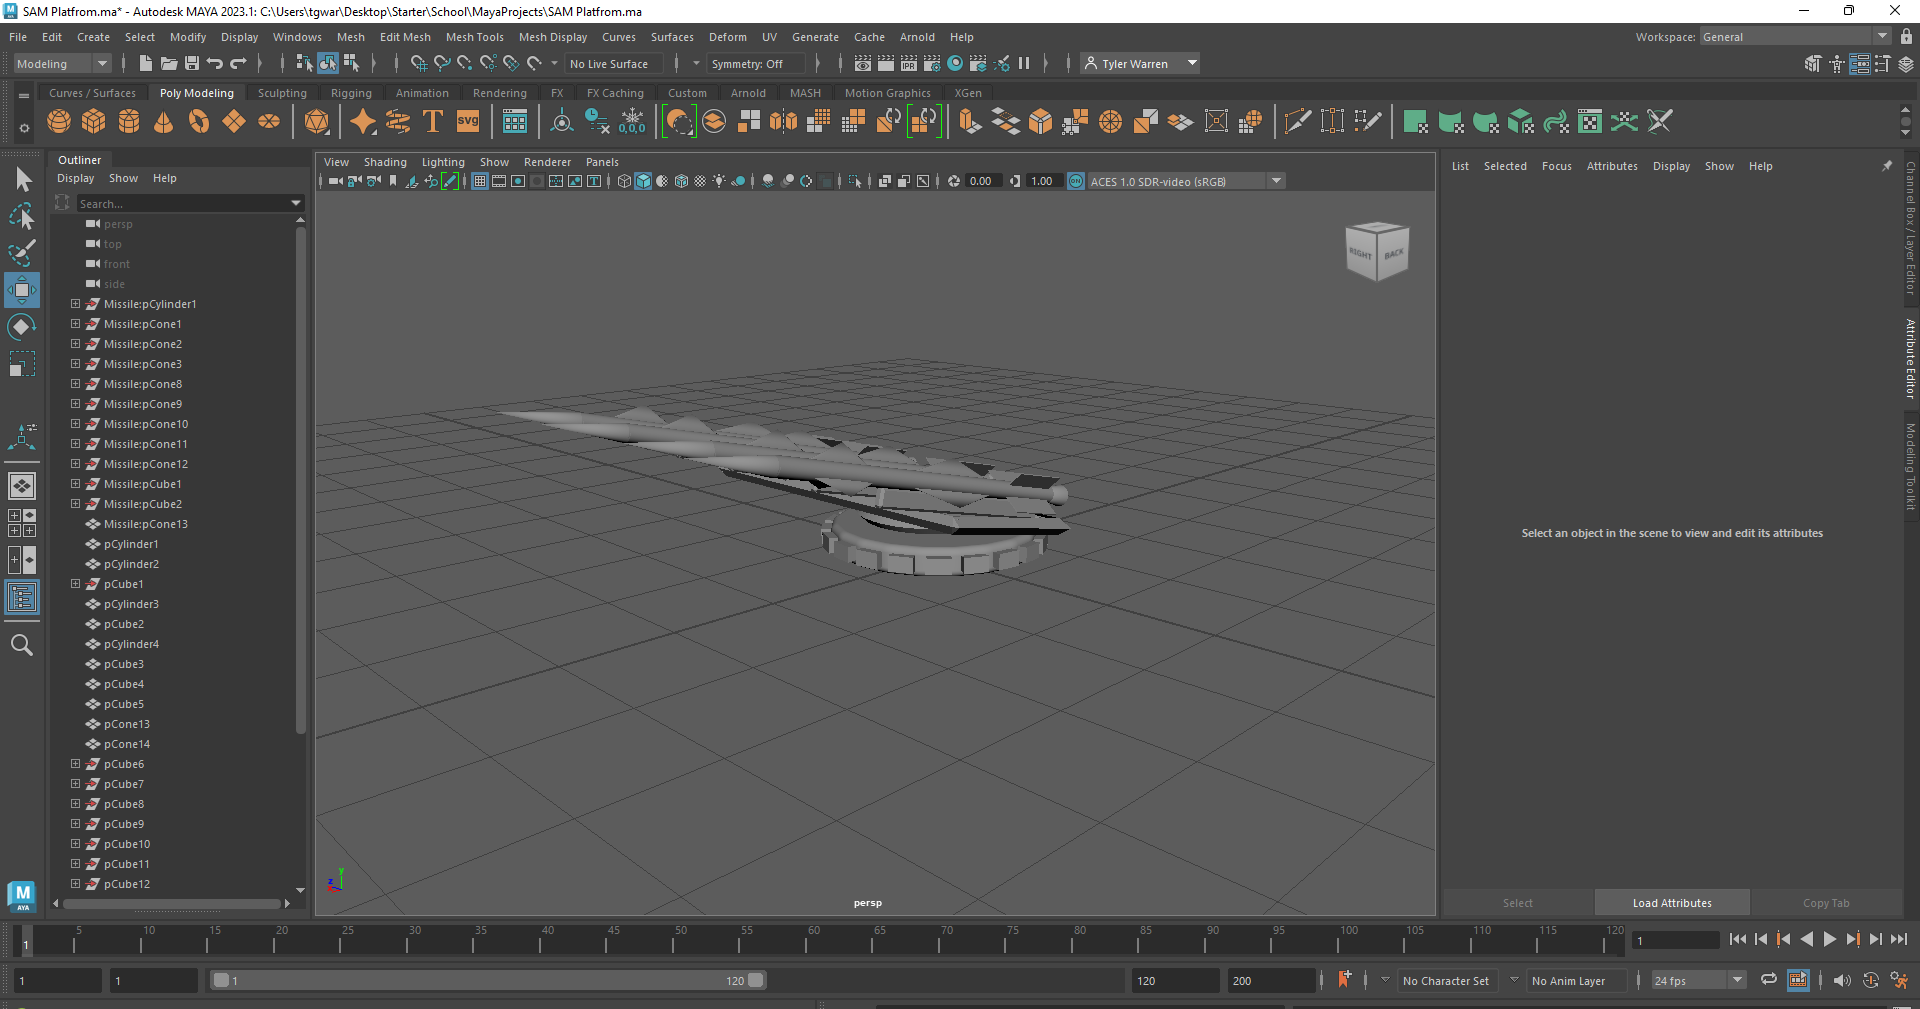 SAM Platfrom.ma* - Autodesk MAYA 2023.1: C:\Users\tgwar\Desktop\Starter\School\MayaProjects\SAM Platfrom.ma
File Edit Create Select Modify Display Windows Mesh Edit Mesh Mesh Tools Mesh Display Curves Surfaces Deform UV Generate Cache Arnold Help
Workspace: General
Modeling
No Live Surface
Symmetry: Off
IPR
Tyler Warren
Curves / Surfaces Poly Modeling Sculpting Rigging Animation Rendering FX FX Caching Custom Arnold MASH Motion Graphics XGen
T
svg
0,0,0
Outliner
Display Show Help
Search...
persp
top
front
side
Missile:pCylinder1
Missile:pCone1
Missile:pCone2
Missile:pCone3
Missile:pCone8
Missile:pCone9
Missile:pCone10
Missile:pCone11
Missile:pCone12
Missile:pCube1
Missile:pCube2
Missile:pCone13
pCylinder1
pCylinder2
pCube1
pCylinder3
pCube2
pCylinder4
pCube3
pCube4
pCube5
pCone13
pCone14
pCube6
pCube7
pCube8
pCube9
pCube10
pCube11
pCube12
M
AYA
View Shading Lighting Show Renderer Panels
0.00
1.00
ON
ACES 1.0 SDR-video (sRGB)
RIGHT
BACK
y
z
persp
List Selected Focus Attributes Display Show Help
Select an object in the scene to view and edit its attributes
Select
Load Attributes
Copy Tab
Channel Box / Layer Editor
Attribute Editor
Modeling Toolkit
1
5 10 15 20 25 30 35 40 45 50 55 60 65 70 75 80 85 90 95 100 105 110 115 120
1
1
1
1
120
120
200
No Character Set
No Anim Layer
24 fps